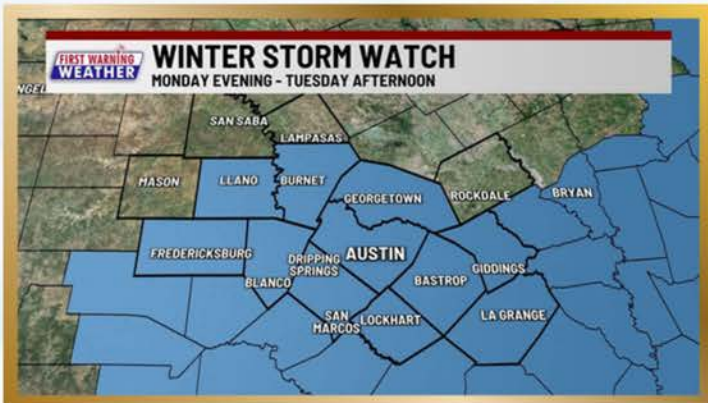 FIRST WARNING
WEATHER
WINTER STORM WATCH
MONDAY EVENING - TUESDAY AFTERNOON
SAN SABA
LAMPASAS
MASON
LLANO
BURNET
GEORGETOWN
ROCKDALE
BRYAN
FREDERICKSBURG
BLANCO
DRIPPING
SPRINGS
AUSTIN
BASTROP
GIDDINGS
SAN
MARCOS
LOCKHART
LA GRANGE